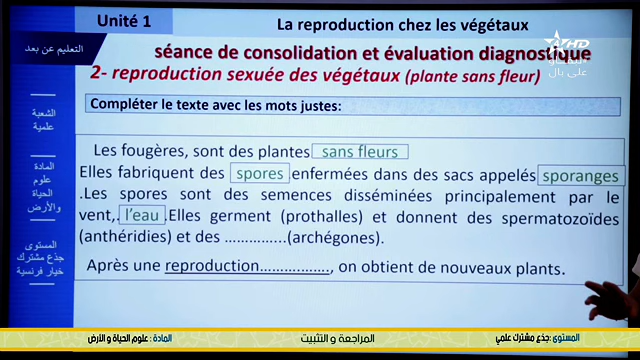 Unité 1
La reproduction chez les végétaux
التعليم عن بعد
séance de consolidation et évaluation diagnostique
HD
على بال
2- reproduction sexuée des végétaux (plante sans fleur)
Compléter le texte avec les mots justes:
الشعبة
علمية
المادة
علوم
الحياة
والأرض
المستوى
جذع مشترك
خيار فرنسية
Les fougères, sont des plantes sans fleurs
Elles fabriquent des spores enfermées dans des sacs appelés sporanges
.Les spores sont des semences disséminées principalement par le
vent,. l'eau .Elles germent (prothalles) et donnent des spermatozoïdes
(anthéridies) et des ……………(archégones).
Après une reproduction……………., on obtient de nouveaux plants.
المستوى :جذع مشترك علمي
المراجعة و التثبيت
المادة : علوم الحياة و الأرض